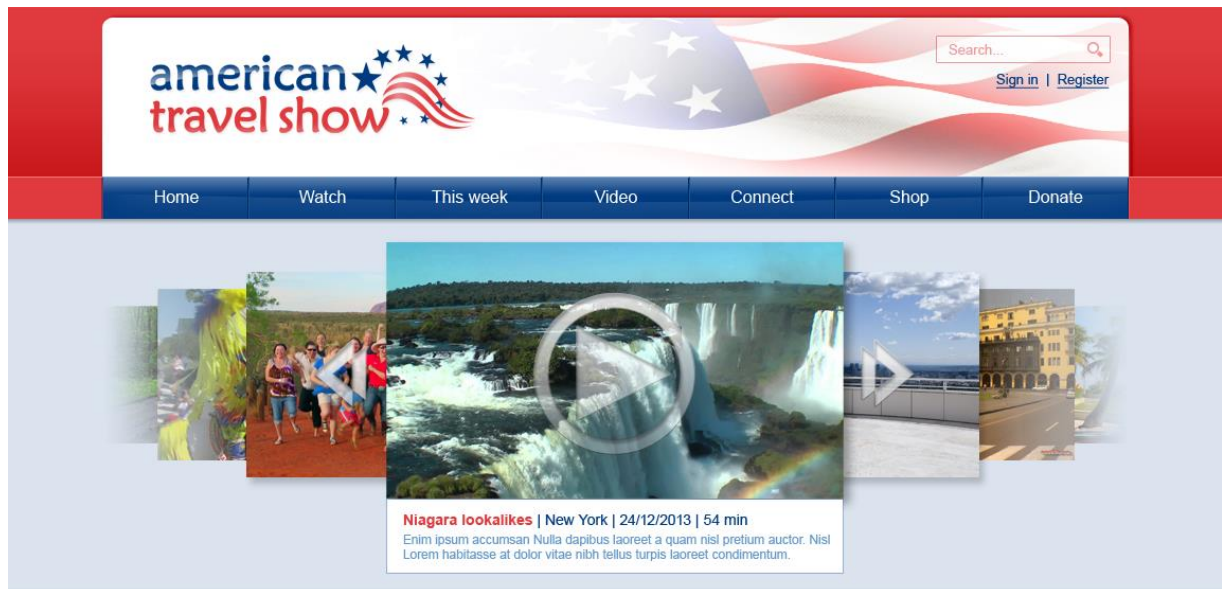 american
travel show
Search...
Sign in | Register
Home Watch This week Video Connect Shop Donate
Niagara lookalikes | New York | 24/12/2013 | 54 min
Enim ipsum accumsan Nulla dapibus laoreet a quam nisl pretium auctor. Nisl
Lorem habitasse at dolor vitae nibh tellus turpis laoreet condimentum.